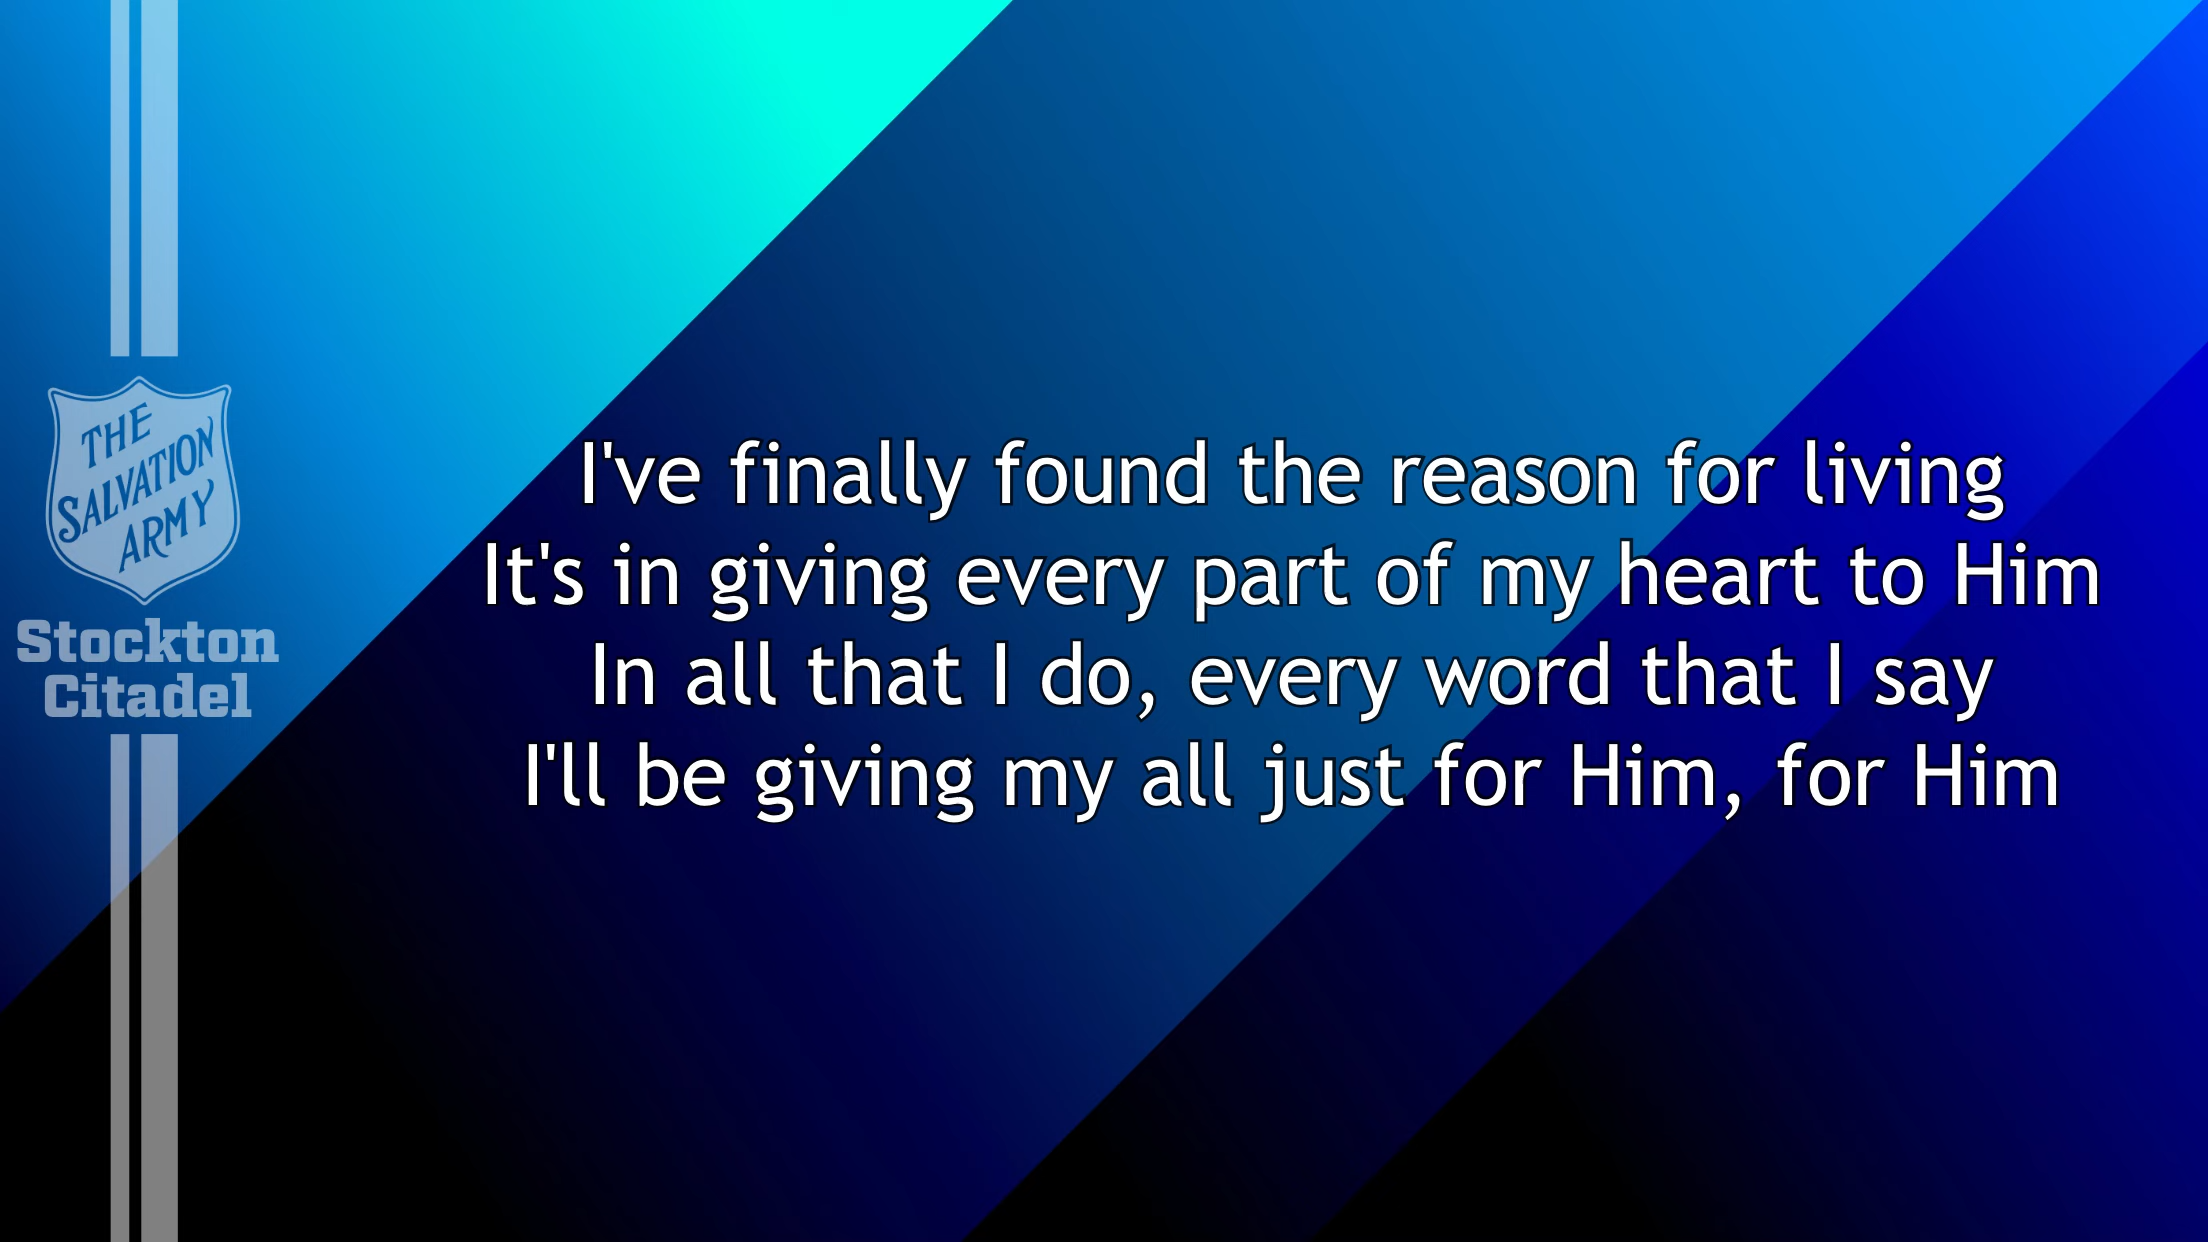 THE
SALVATION
ARMY
Stockton
Citadel
I've finally found the reason for living
It's in giving every part of my heart to Him
In all that I do, every word that I say
I'll be giving my all just for Him, for Him